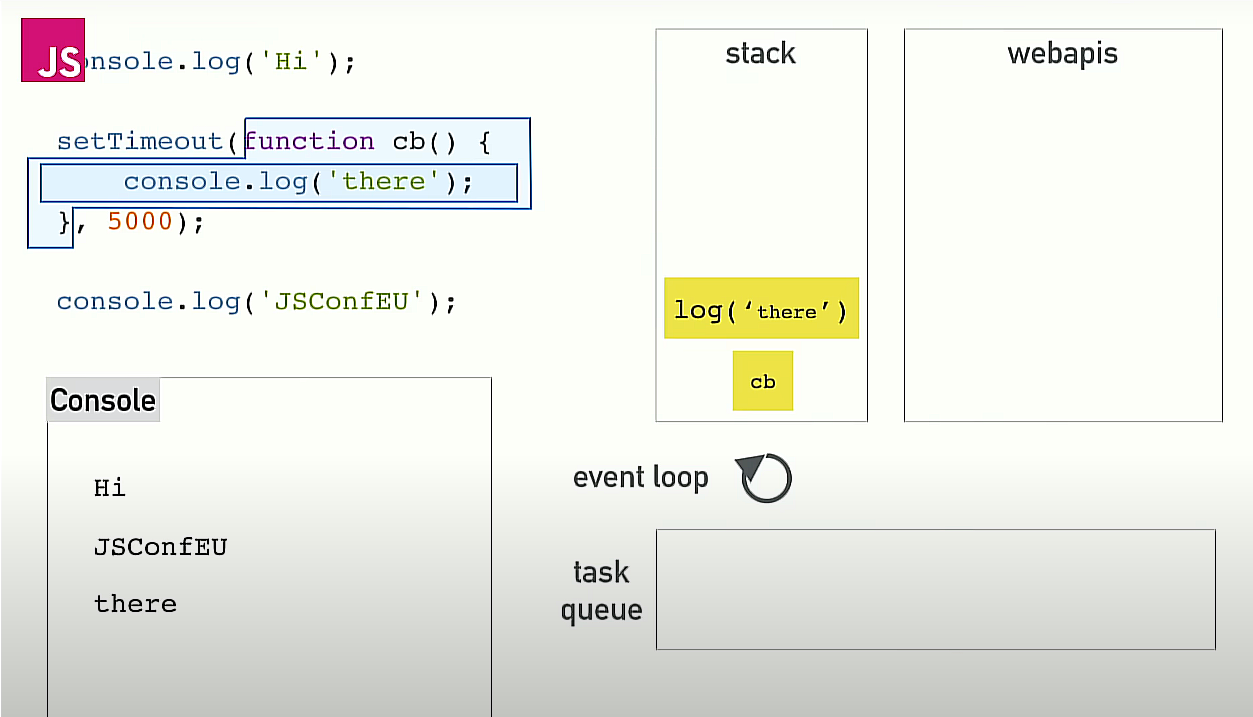 JS
onsole.log('Hi');
setTimeout(function cb() {
console.log('there');
}, 5000);
console.log('JSConfEU');
Console
Hi
JSConfEU
there
stack
log(‘there’)
cb
webapis
event loop
task
queue